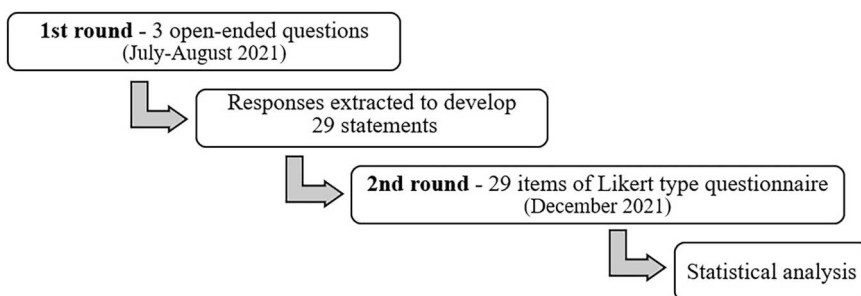 1st round - 3 open-ended questions
(July-August 2021)
Responses extracted to develop
29 statements
2nd round - 29 items of Likert type questionnaire
(December 2021)
Statistical analysis